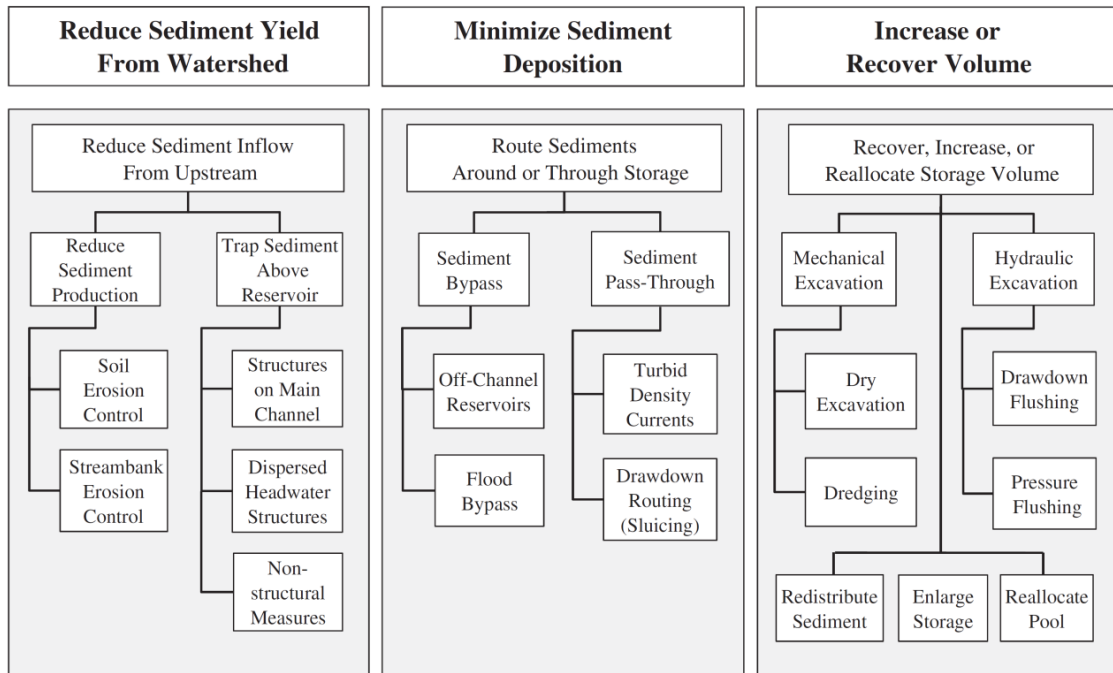 Reduce Sediment Yield
From Watershed
Reduce Sediment Inflow
From Upstream
Reduce
Sediment
Production
Soil
Erosion
Control
Streambank
Erosion
Control
Trap Sediment
Above
Reservoir
Structures
on Main
Channel
Dispersed
Headwater
Structures
Non-
structural
Measures
Minimize Sediment
Deposition
Route Sediments
Around or Through Storage
Sediment
Bypass
Off-Channel
Reservoirs
Flood
Bypass
Sediment
Pass-Through
Turbid
Density
Currents
Drawdown
Routing
(Sluicing)
Increase or
Recover Volume
Recover, Increase, or
Reallocate Storage Volume
Mechanical
Excavation
Dry
Excavation
Dredging
Hydraulic
Excavation
Drawdown
Flushing
Pressure
Flushing
Redistribute
Sediment
Enlarge
Storage
Reallocate
Pool